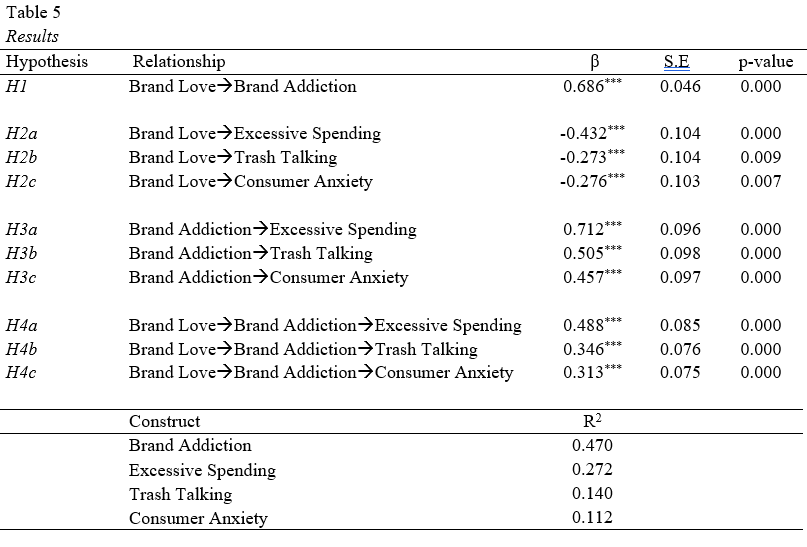 Table 5
Results
Hypothesis Relationship β S.E p-value
H1 Brand Love→Brand Addiction 0.686*** 0.046 0.000
H2a Brand Love→Excessive Spending -0.432*** 0.104 0.000
H2b Brand Love→Trash Talking -0.273*** 0.104 0.009
H2c Brand Love→Consumer Anxiety -0.276*** 0.103 0.007
H3a Brand Addiction→Excessive Spending 0.712*** 0.096 0.000
H3b Brand Addiction→Trash Talking 0.505*** 0.098 0.000
H3c Brand Addiction→Consumer Anxiety 0.457*** 0.097 0.000
H4a Brand Love→Brand Addiction→Excessive Spending 0.488*** 0.085 0.000
H4b Brand Love→Brand Addiction→Trash Talking 0.346*** 0.076 0.000
H4c Brand Love→Brand Addiction→Consumer Anxiety 0.313*** 0.075 0.000
Construct R²
Brand Addiction 0.470
Excessive Spending 0.272
Trash Talking 0.140
Consumer Anxiety 0.112